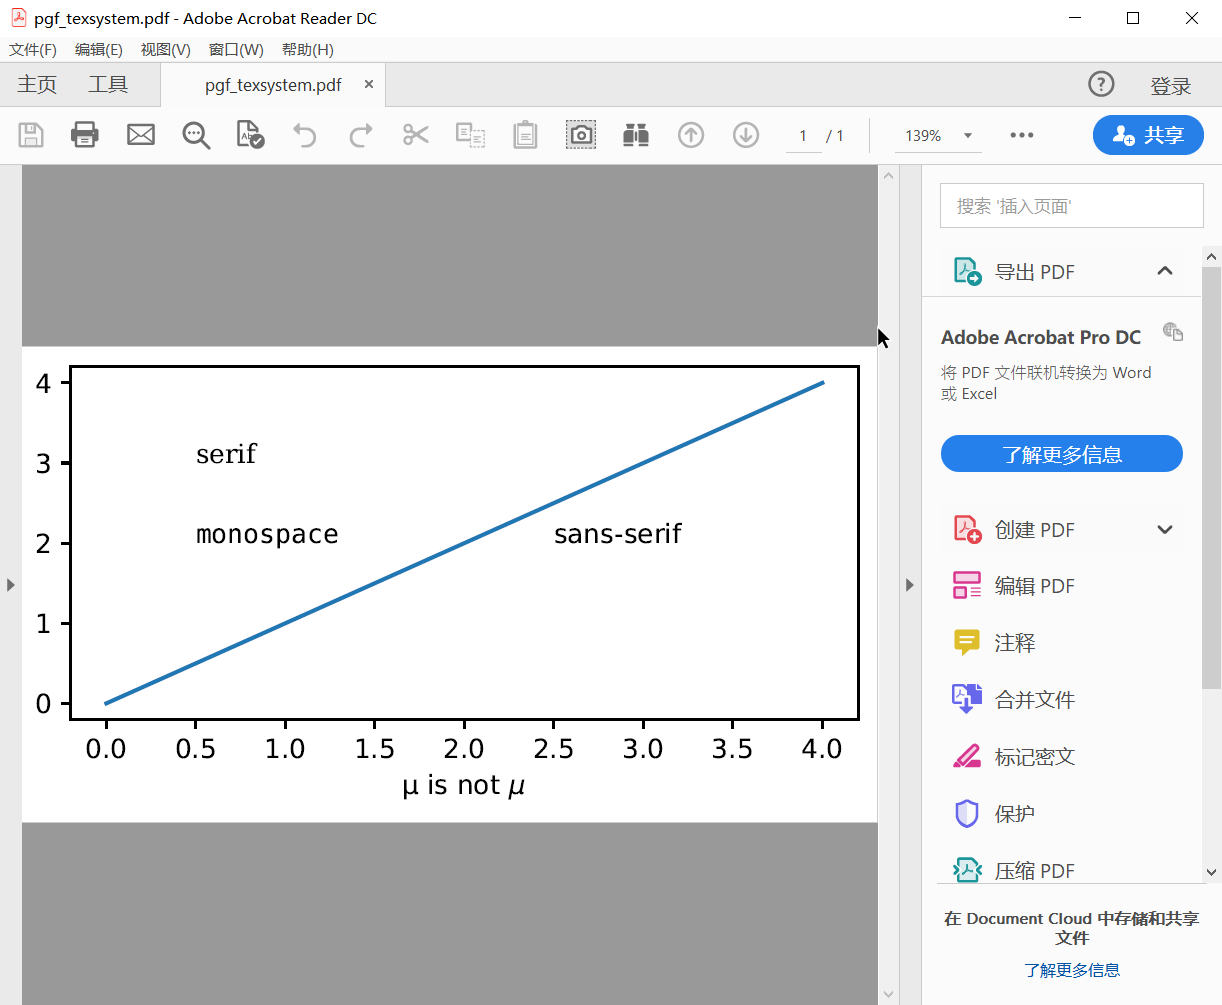 pgf_texsystem.pdf - Adobe Acrobat Reader DC
文件(F) 编辑(E) 视图(V) 窗口(W) 帮助(H)
主页 工具 pgf_texsystem.pdf × ? 登录
1 / 1 139% 共享
搜索 '插入页面'
导出 PDF
Adobe Acrobat Pro DC
将 PDF 文件联机转换为 Word
或 Excel
了解更多信息
创建 PDF
编辑 PDF
注释
合并文件
标记密文
保护
压缩 PDF
在 Document Cloud 中存储和共享
文件
了解更多信息
4
serif
3
monospace
sans-serif
2
1
0
0.0 0.5 1.0 1.5 2.0 2.5 3.0 3.5 4.0
µ is not μ